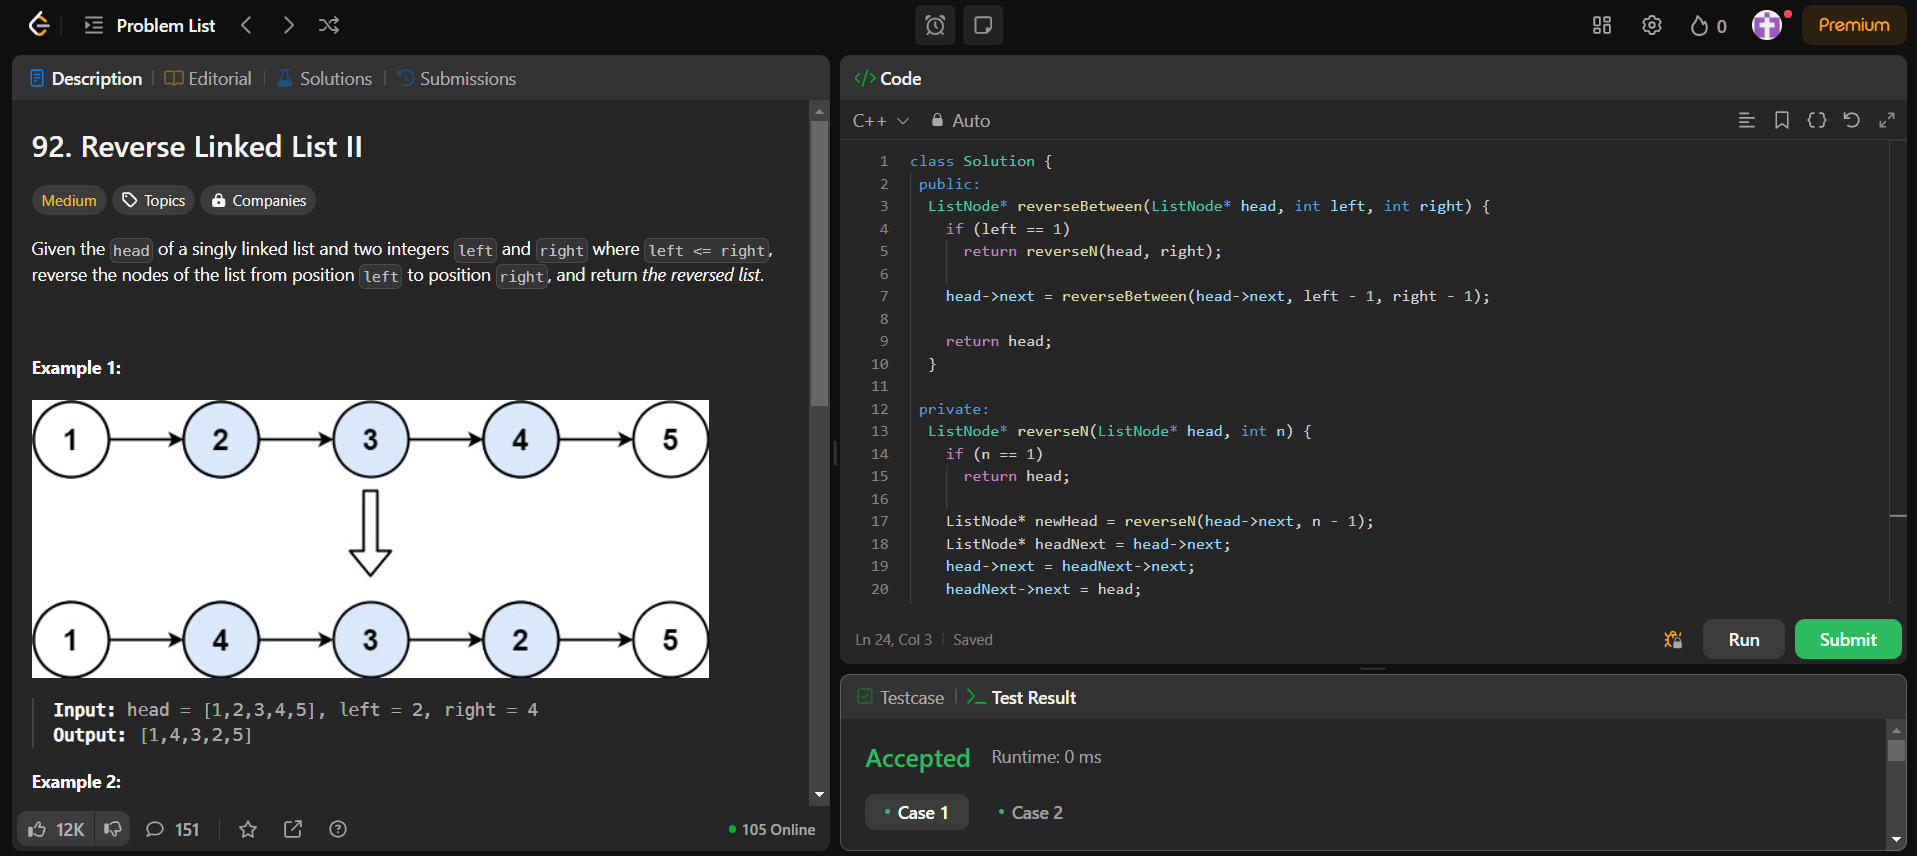 Problem List
0
Premium
Description
Editorial
Solutions
Submissions
92. Reverse Linked List II
Medium
Topics
Companies
Given the head of a singly linked list and two integers left and right where left <= right,
reverse the nodes of the list from position left to position right, and return the reversed list.
Example 1:
1 2 3 4 5
1 4 3 2 5
Input: head = [1,2,3,4,5], left = 2, right = 4
Output: [1,4,3,2,5]
Example 2:
12K
151
105 Online
</> Code
C++
Auto
1 class Solution {
2 public:
3 ListNode* reverseBetween(ListNode* head, int left, int right) {
4 if (left == 1)
5 return reverseN(head, right);
6
7 head->next = reverseBetween(head->next, left - 1, right - 1);
8
9 return head;
10 }
11
12 private:
13 ListNode* reverseN(ListNode* head, int n) {
14 if (n == 1)
15 return head;
16
17 ListNode* newHead = reverseN(head->next, n - 1);
18 ListNode* headNext = head->next;
19 head->next = headNext->next;
20 headNext->next = head;
Ln 24, Col 3
Saved
Run
Submit
Testcase
Test Result
Accepted
Runtime: 0 ms
Case 1
Case 2